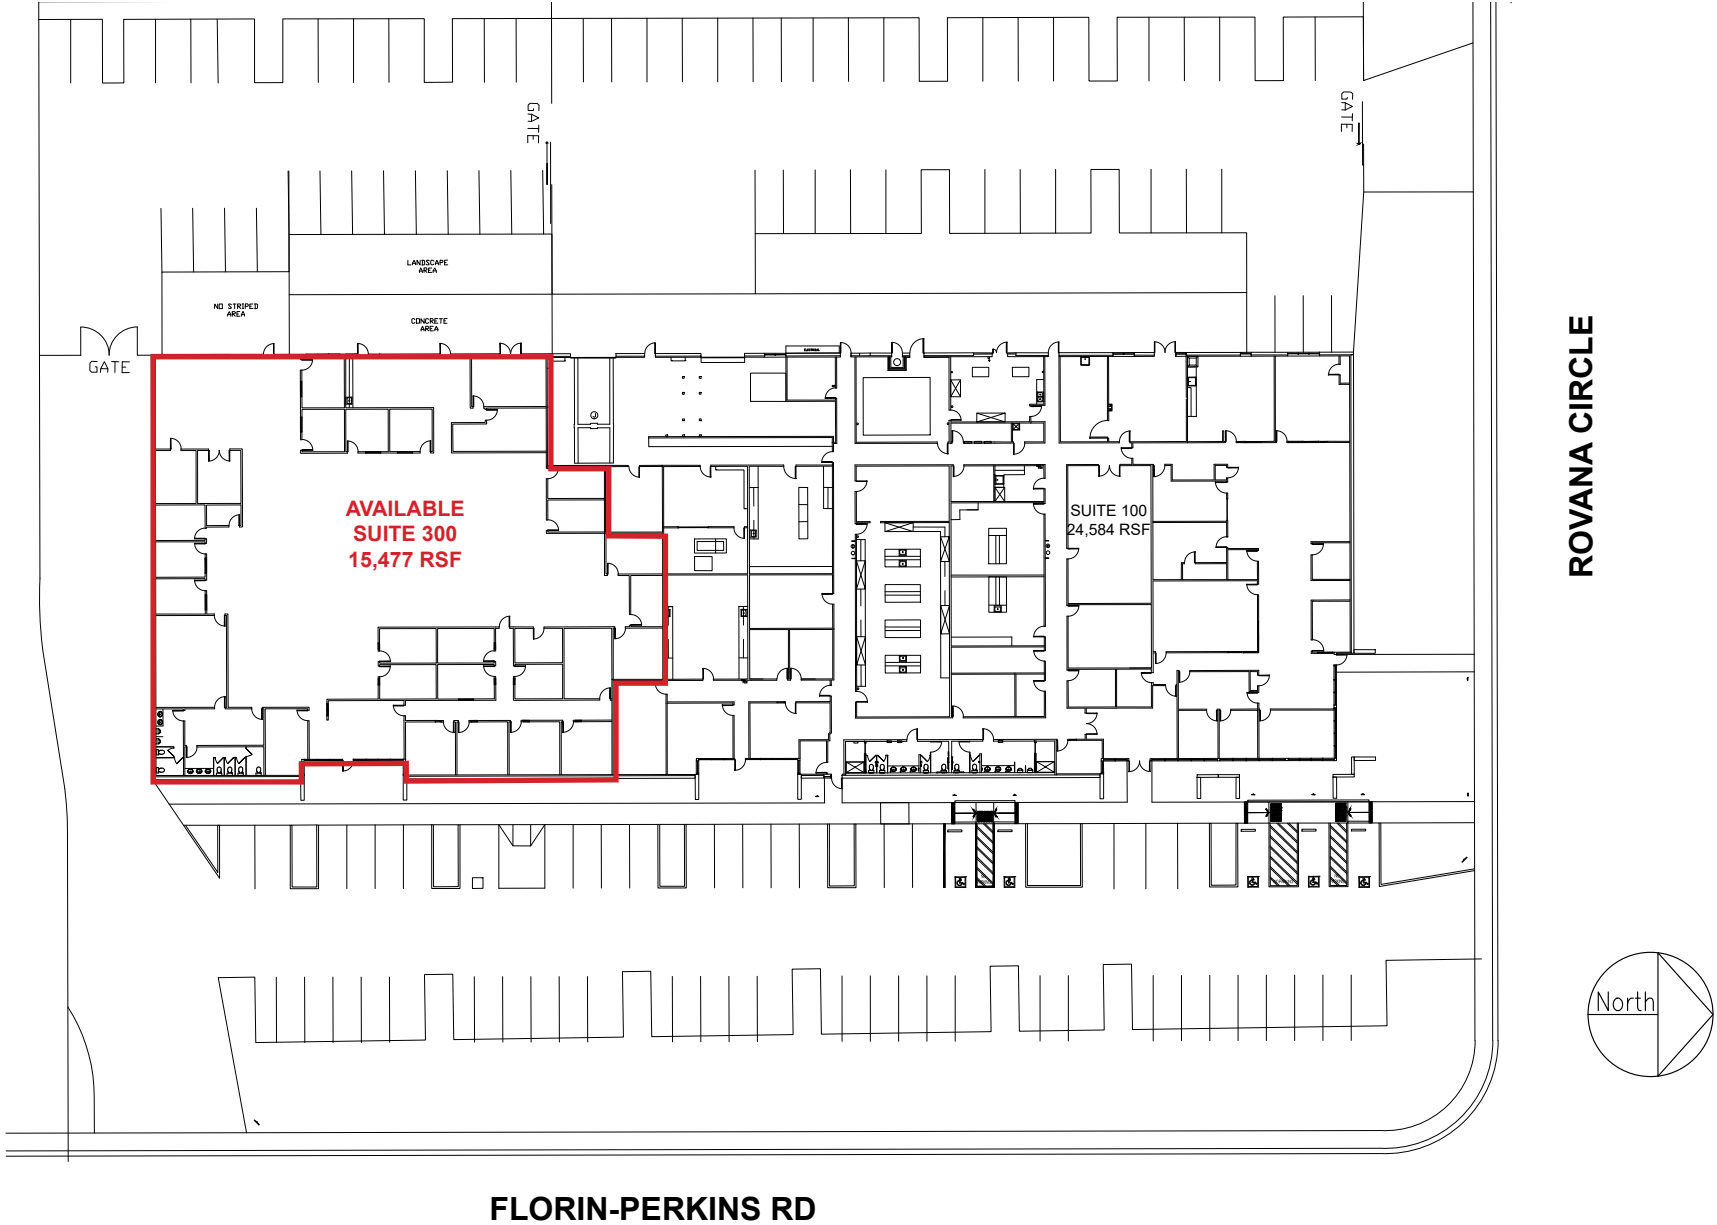 GATE
GATE
LANDSCAPE
AREA
NO STRIPED
AREA
CONCRETE
AREA
GATE
AVAILABLE
SUITE 300
15,477 RSF
SUITE 100
24,584 RSF
ROVANA CIRCLE
North
FLORIN-PERKINS RD